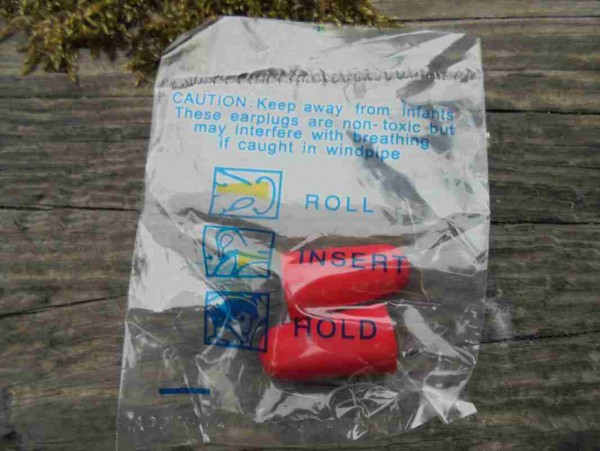 CAUTION: Keep away from infants
These earplugs are non-toxic but
may interfere with breathing
if caught in windpipe
ROLL
INSERT
HOLD